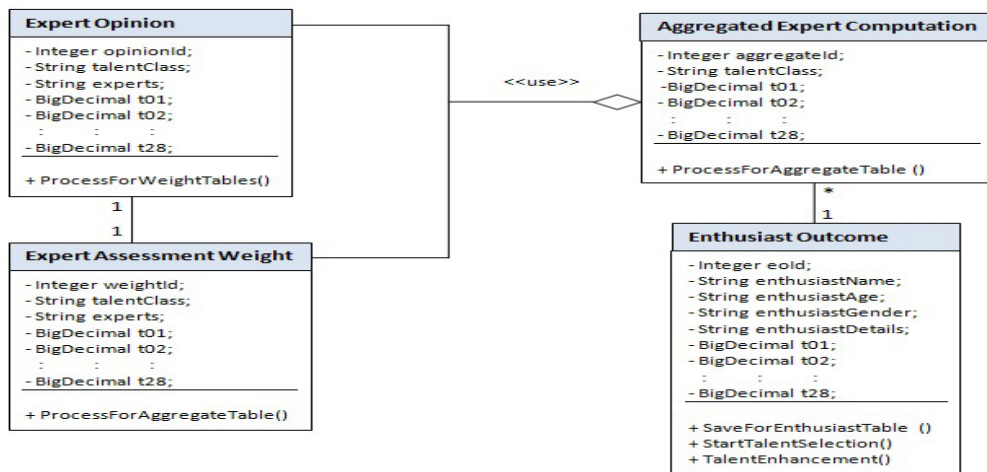 Expert Opinion
- Integer opinionId;
- String talentClass;
- String experts;
- BigDecimal t01;
- BigDecimal t02;
: : :
- BigDecimal t28;
+ ProcessForWeightTables()
1
1
Expert Assessment Weight
- Integer weightId;
- String talentClass;
- String experts;
- BigDecimal t01;
- BigDecimal t02;
: : :
- BigDecimal t28;
+ ProcessForAggregateTable()
<<use>>
Aggregated Expert Computation
- Integer aggregateId;
- String talentClass;
-BigDecimal t01;
- BigDecimal t02;
: : :
- BigDecimal t28;
+ ProcessForAggregateTable ()
*
1
Enthusiast Outcome
- Integer eoId;
- String enthusiastName;
- String enthusiastAge;
- String enthusiastGender;
- String enthusiastDetails;
- BigDecimal t01;
- BigDecimal t02;
: : :
- BigDecimal t28;
+ SaveForEnthusiastTable ()
+ StartTalentSelection()
+ TalentEnhancement()